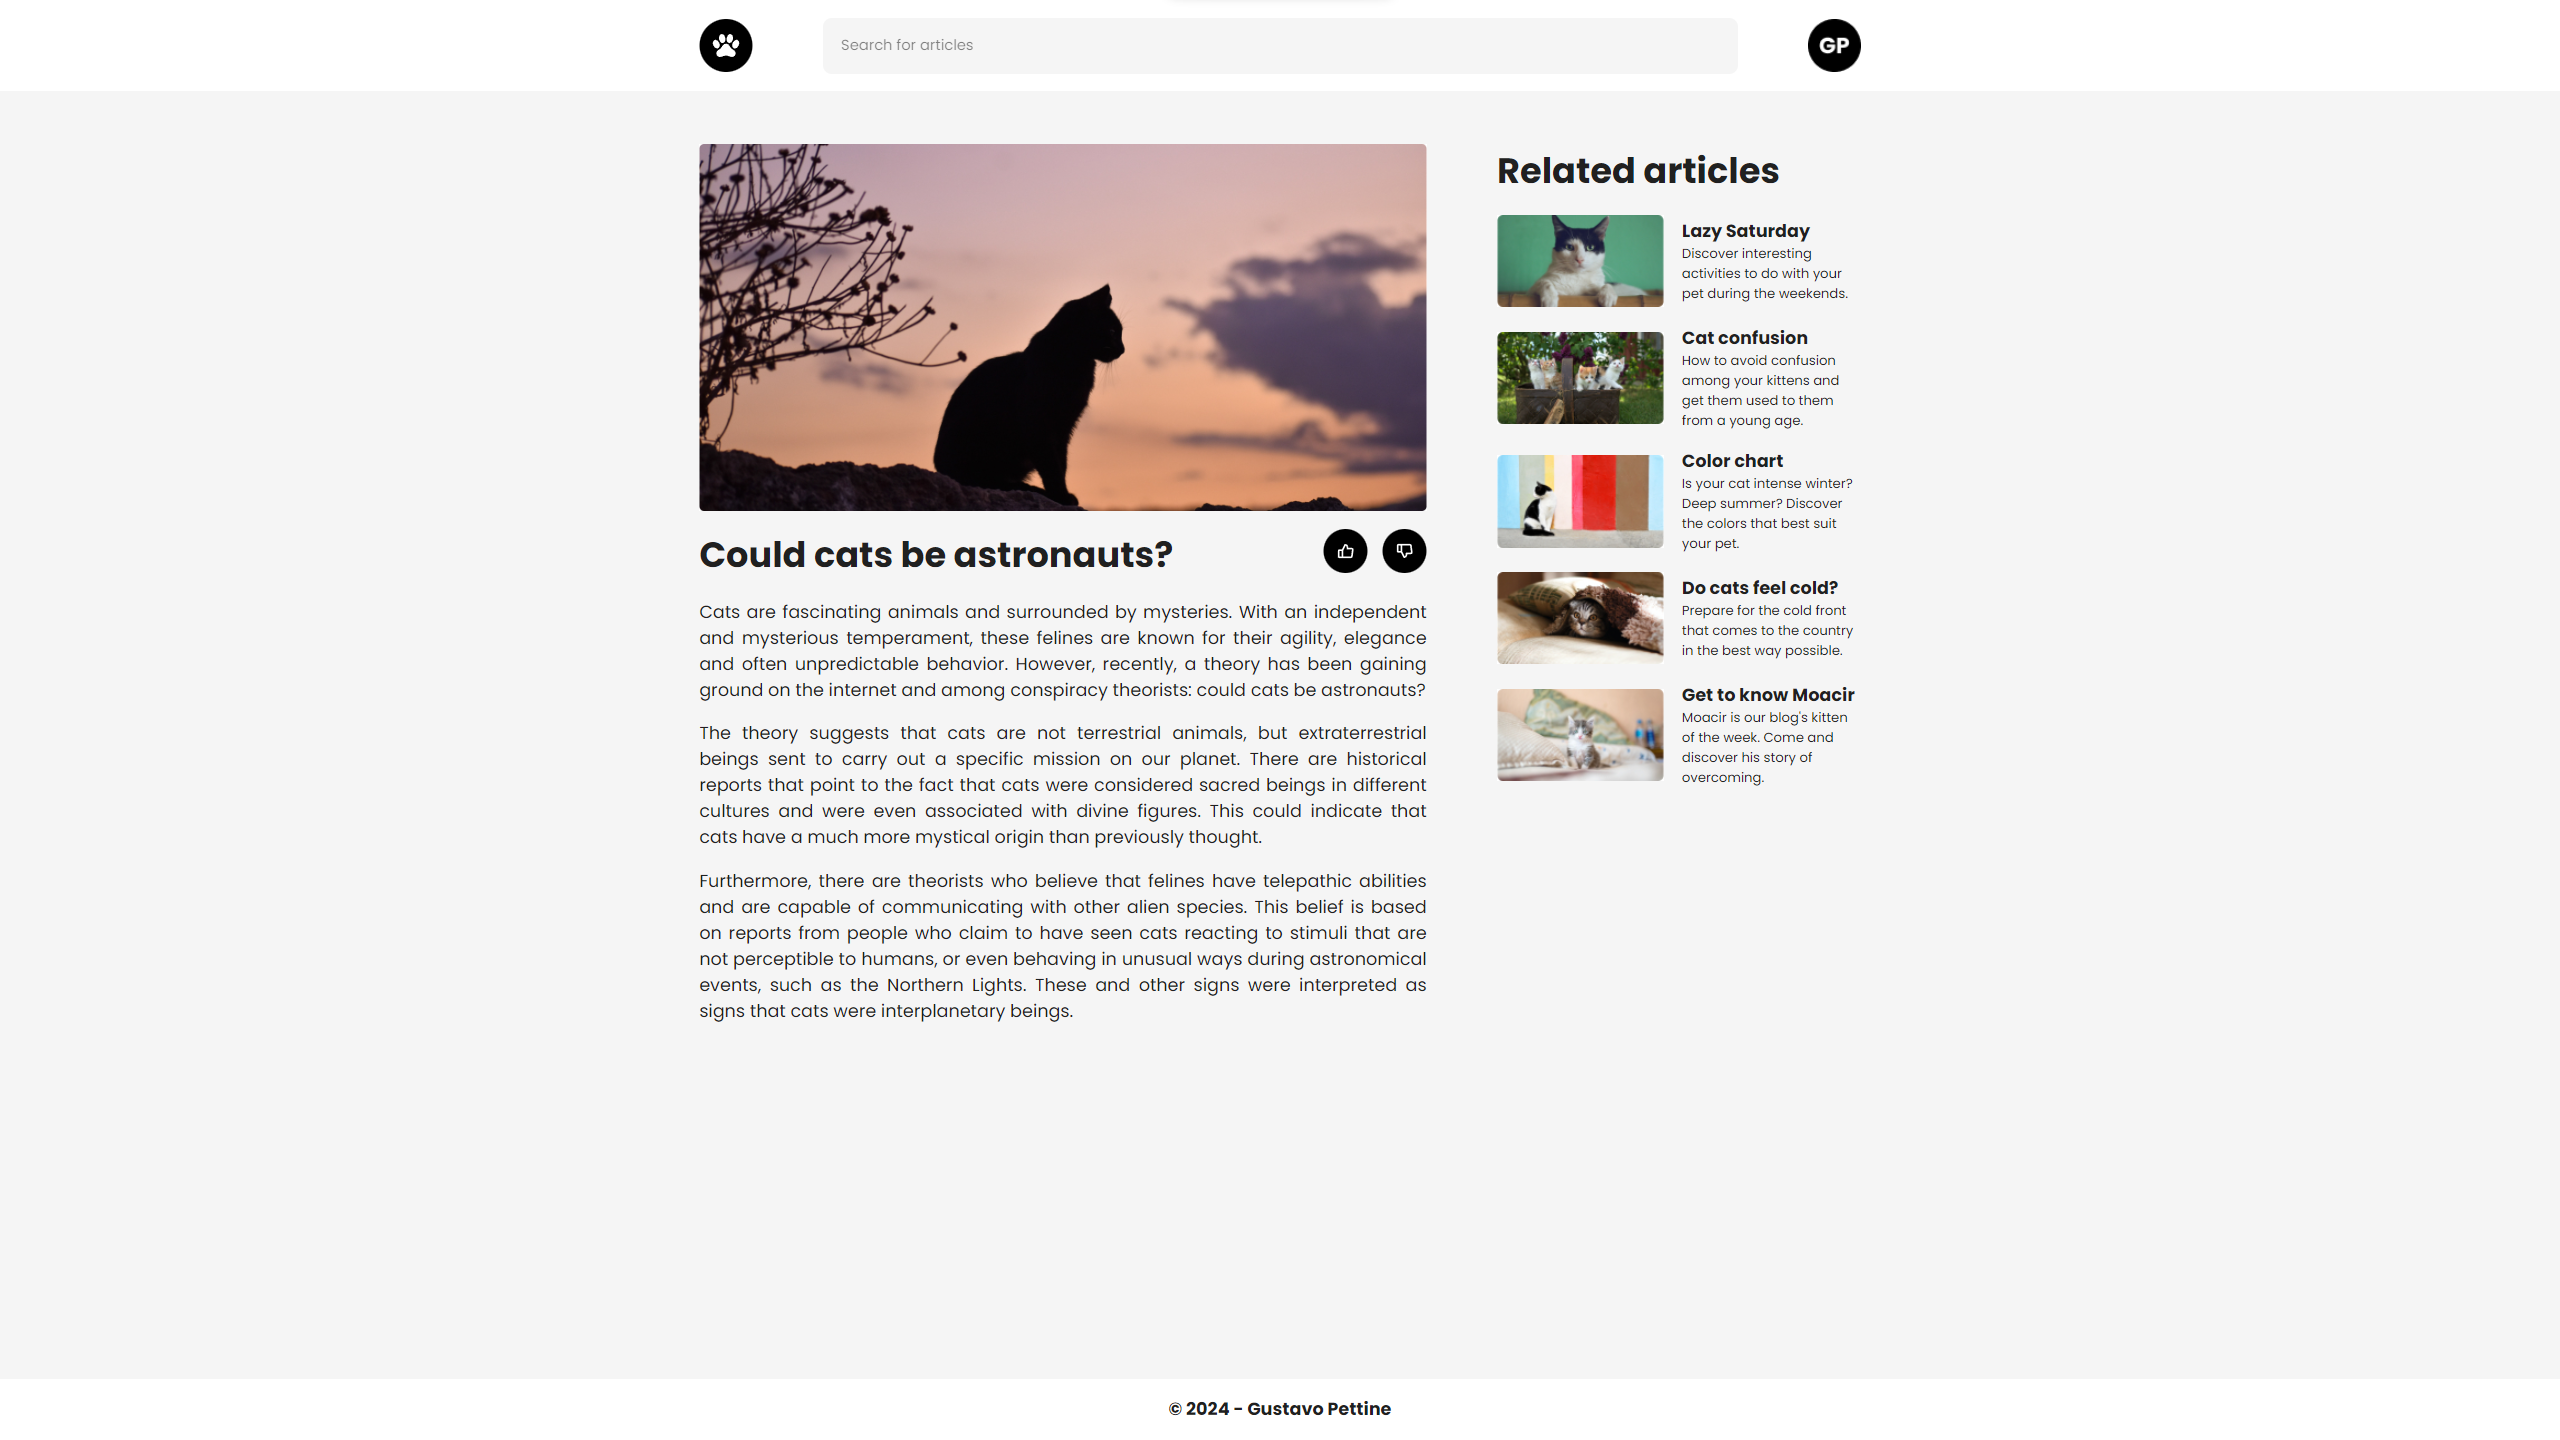 Search for articles
GP
Could cats be astronauts?
Cats are fascinating animals and surrounded by mysteries. With an independent
and mysterious temperament, these felines are known for their agility, elegance
and often unpredictable behavior. However, recently, a theory has been gaining
ground on the internet and among conspiracy theorists: could cats be astronauts?
The theory suggests that cats are not terrestrial animals, but extraterrestrial
beings sent to carry out a specific mission on our planet. There are historical
reports that point to the fact that cats were considered sacred beings in different
cultures and were even associated with divine figures. This could indicate that
cats have a much more mystical origin than previously thought.
Furthermore, there are theorists who believe that felines have telepathic abilities
and are capable of communicating with other alien species. This belief is based
on reports from people who claim to have seen cats reacting to stimuli that are
not perceptible to humans, or even behaving in unusual ways during astronomical
events, such as the Northern Lights. These and other signs were interpreted as
signs that cats were interplanetary beings.
Related articles
Lazy Saturday
Discover interesting
activities to do with your
pet during the weekends.
Cat confusion
How to avoid confusion
among your kittens and
get them used to them
from a young age.
Color chart
Is your cat intense winter?
Deep summer? Discover
the colors that best suit
your pet.
Do cats feel cold?
Prepare for the cold front
that comes to the country
in the best way possible.
Get to know Moacir
Moacir is our blog's kitten
of the week. Come and
discover his story of
overcoming.
© 2024 - Gustavo Pettine